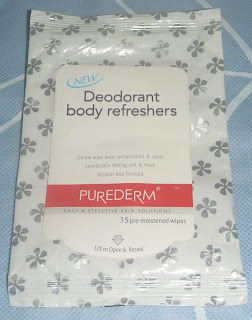 NEW
Deodorant
body refreshers
Gentle wipe away perspiration & odour
Leaves skin feeling soft & fresh
Alcohol free formula
PUREDERM®
EASY & EFFECTIVE SKIN SOLUTIONS
15 pre-moistened wipes
Lift to Open & Reseal